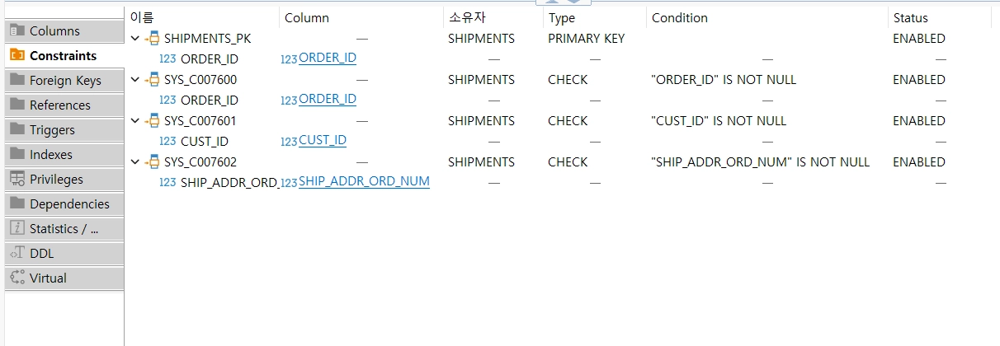 이름 Column 소유자 Type Condition Status
Columns
Constraints
Foreign Keys
References
Triggers
Indexes
Privileges
Dependencies
Statistics / ...
DDL
Virtual
SHIPMENTS_PK — SHIPMENTS PRIMARY KEY ENABLED
123 ORDER_ID 123 ORDER_ID — — — —
SYS_C007600 — SHIPMENTS CHECK "ORDER_ID" IS NOT NULL ENABLED
123 ORDER_ID 123 ORDER_ID — — — —
SYS_C007601 — SHIPMENTS CHECK "CUST_ID" IS NOT NULL ENABLED
123 CUST_ID 123 CUST_ID — — — —
SYS_C007602 — SHIPMENTS CHECK "SHIP_ADDR_ORD_NUM" IS NOT NULL ENABLED
123 SHIP_ADDR_ORD_ 123 SHIP_ADDR_ORD_NUM — — — —